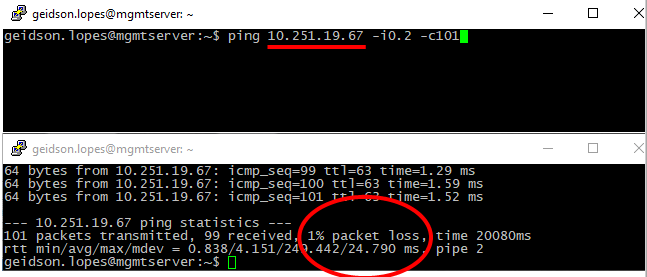 geidson.lopes@mgmtserver: ~
geidson.lopes@mgmtserver:~$ ping 10.251.19.67 -i0.2 -c101
geidson.lopes@mgmtserver: ~
64 bytes from 10.251.19.67: icmp_seq=99 ttl=63 time=1.29 ms
64 bytes from 10.251.19.67: icmp_seq=100 ttl=63 time=1.59 ms
64 bytes from 10.251.19.67: icmp_seq=101 ttl=63 time=1.52 ms
--- 10.251.19.67 ping statistics ---
101 packets transmitted, 99 received, 1% packet loss, time 20080ms
rtt min/avg/max/mdev = 0.838/4.151/249.442/24.790 ms, pipe 2
geidson.lopes@mgmtserver:~$